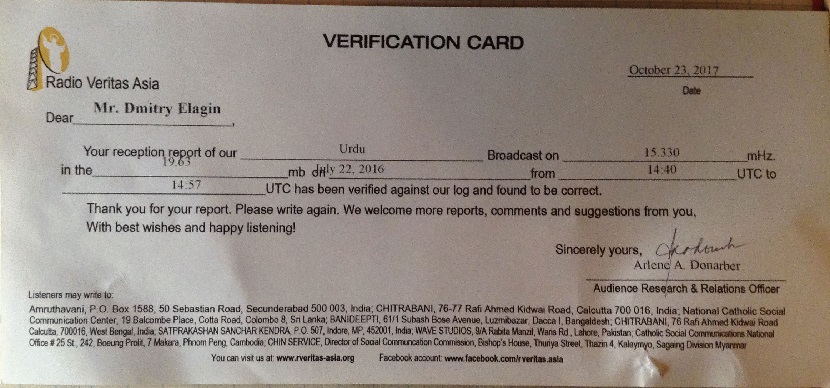 VERIFICATION CARD
Radio Veritas Asia
October 23, 2017
Date
Dear Mr. Dmitry Elagin,
Your reception report of our Urdu Broadcast on 15.330 mHz.
in the 19.63 mb on July 22, 2016 from 14:40 UTC to
14:57 UTC has been verified against our log and found to be correct.
Thank you for your report. Please write again. We welcome more reports, comments and suggestions from you,
With best wishes and happy listening!
Sincerely yours,
Arlene A. Donarber
Audience Research & Relations Officer
Listeners may write to:
Amruthavani, P.O. Box 1588, 50 Sebastian Road, Secunderabad 500 003, India; CHITRABANI, 76-77 Rafi Ahmed Kidwai Road, Calcutta 700 016, India; National Catholic Social
Communication Center, 19 Balcombe Place, Cotta Road, Colombo 8, Sri Lanka; BANIDEEPTI, 61/1 Subash Bose Avenue, Luzmibazar, Dacca I, Bangaldesh; CHITRABANI, 76 Rafi Ahmed Kidwai Road
Calcutta, 700016, West Bengal, India; SATPRAKASHAN SANCHAR KENDRA, P.O. 507, Indore, MP, 452001, India; WAVE STUDIOS, 9/A Rabita Manzil, Waris Rd., Lahore, Pakistan; Catholic Social Communications National
Office # 25 St., 242, Boeung Prolit, 7 Makara, Phnom Peng, Cambodia; CHIN SERVICE, Director of Social Communcation Commission, Bishop's House, Thuriya Street, Thazin 4, Kalaymyo, Sagaing Division Myanmar
You can visit us at: www.rveritas-asia.org Facebook account: www.facebook.com/rveritas.asia